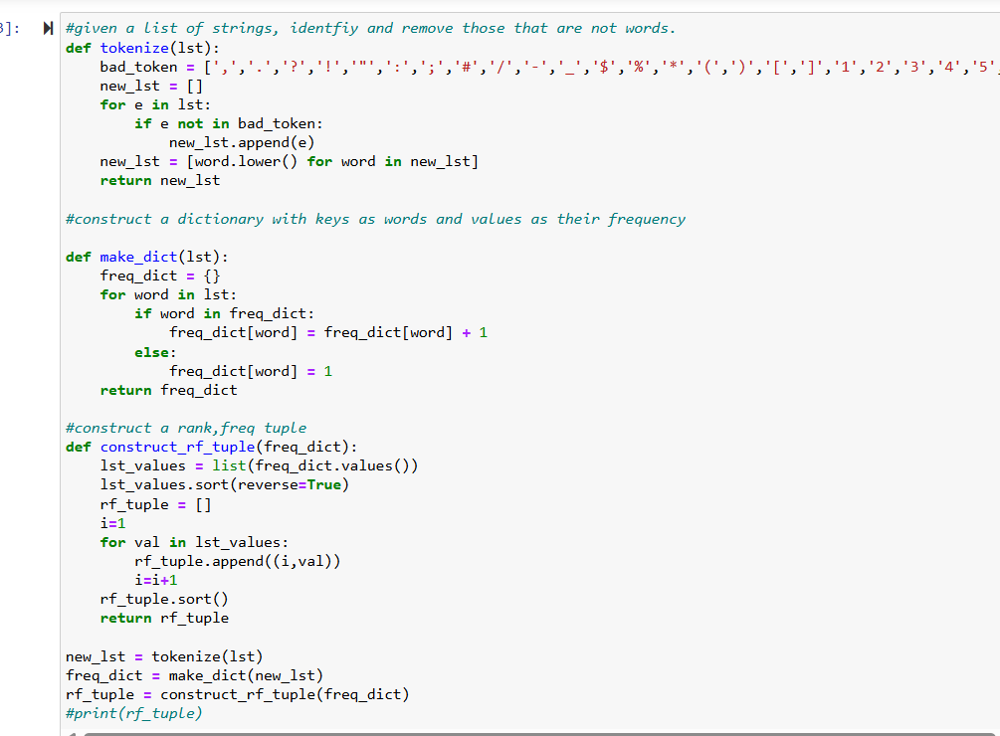 ]:
#given a list of strings, identfiy and remove those that are not words.
def tokenize(lst):
    bad_token = [',','.','?','!','"',':',';','#','/','-','_','$','%','*','(',')','[',']','1','2','3','4','5'
    new_lst = []
    for e in lst:
        if e not in bad_token:
            new_lst.append(e)
    new_lst = [word.lower() for word in new_lst]
    return new_lst
#construct a dictionary with keys as words and values as their frequency
def make_dict(lst):
    freq_dict = {}
    for word in lst:
        if word in freq_dict:
            freq_dict[word] = freq_dict[word] + 1
        else:
            freq_dict[word] = 1
    return freq_dict
#construct a rank,freq tuple
def construct_rf_tuple(freq_dict):
    lst_values = list(freq_dict.values())
    lst_values.sort(reverse=True)
    rf_tuple = []
    i=1
    for val in lst_values:
        rf_tuple.append((i,val))
        i=i+1
    rf_tuple.sort()
    return rf_tuple
new_lst = tokenize(lst)
freq_dict = make_dict(new_lst)
rf_tuple = construct_rf_tuple(freq_dict)
#print(rf_tuple)